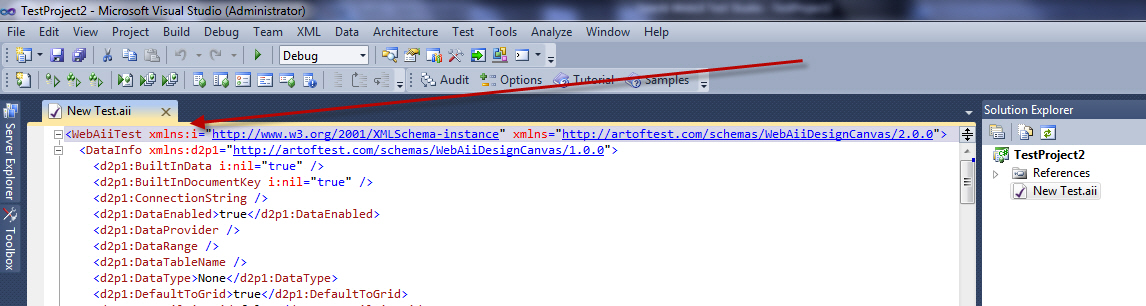 TestProject2 - Microsoft Visual Studio (Administrator)
File Edit View Project Build Debug Team XML Data Architecture Test Tools Analyze Window Help
Debug
Audit Options Tutorial Samples
Server Explorer
Toolbox
New Test.aii
<WebAiiTest xmlns:i="http://www.w3.org/2001/XMLSchema-instance" xmlns="http://artoftest.com/schemas/WebAiiDesignCanvas/2.0.0">
<DataInfo xmlns:d2p1="http://artoftest.com/schemas/WebAiiDesignCanvas/1.0.0">
<d2p1:BuiltInData i:nil="true" />
<d2p1:BuiltInDocumentKey i:nil="true" />
<d2p1:ConnectionString />
<d2p1:DataEnabled>true</d2p1:DataEnabled>
<d2p1:DataProvider />
<d2p1:DataRange />
<d2p1:DataTableName />
<d2p1:DataType>None</d2p1:DataType>
<d2p1:DefaultToGrid>true</d2p1:DefaultToGrid>
Solution Explorer
TestProject2
References
New Test.aii